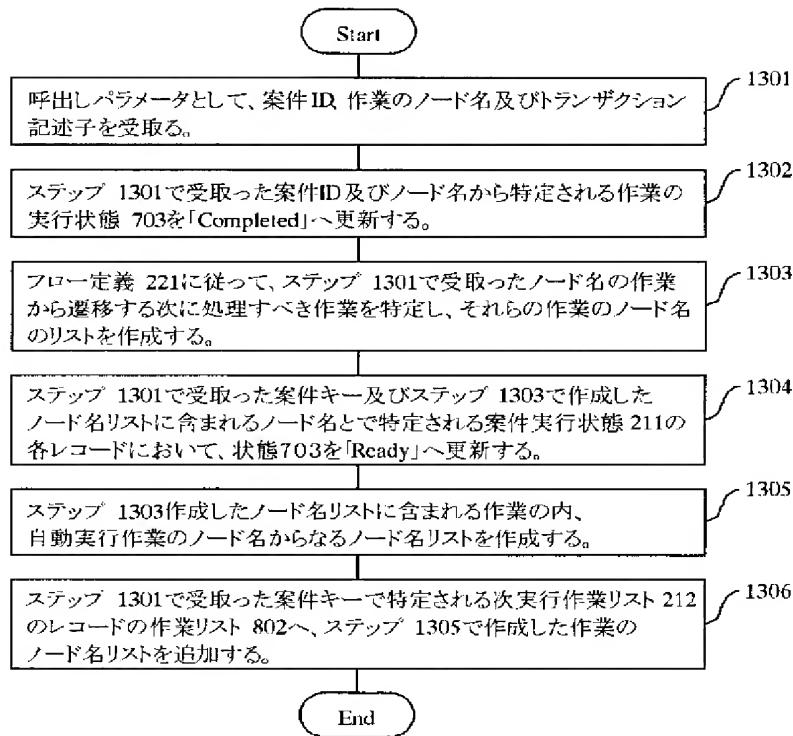 Start
1301
呼出しパラメータとして、案件ID、作業のノード名及びトランザクション
記述子を受取る。
1302
ステップ 1301で受取った案件ID及びノード名から特定される作業の
実行状態 703を「Completed」へ更新する。
1303
フロー定義 221に従って、ステップ 1301で受取ったノード名の作業
から遷移する次に処理すべき作業を特定し、それらの作業のノード名
のリストを作成する。
1304
ステップ 1301で受取った案件キー及びステップ 1303で作成した
ノード名リストに含まれるノード名とで特定される案件実行状態 211の
各レコードにおいて、状態703を「Ready」へ更新する。
1305
ステップ 1303作成したノード名リストに含まれる作業の内、
自動実行作業のノード名からなるノード名リストを作成する。
1306
ステップ 1301で受取った案件キーで特定される次実行作業リスト 212
のレコードの作業リスト 802へ、ステップ 1305で作成した作業の
ノード名リストを追加する。
End